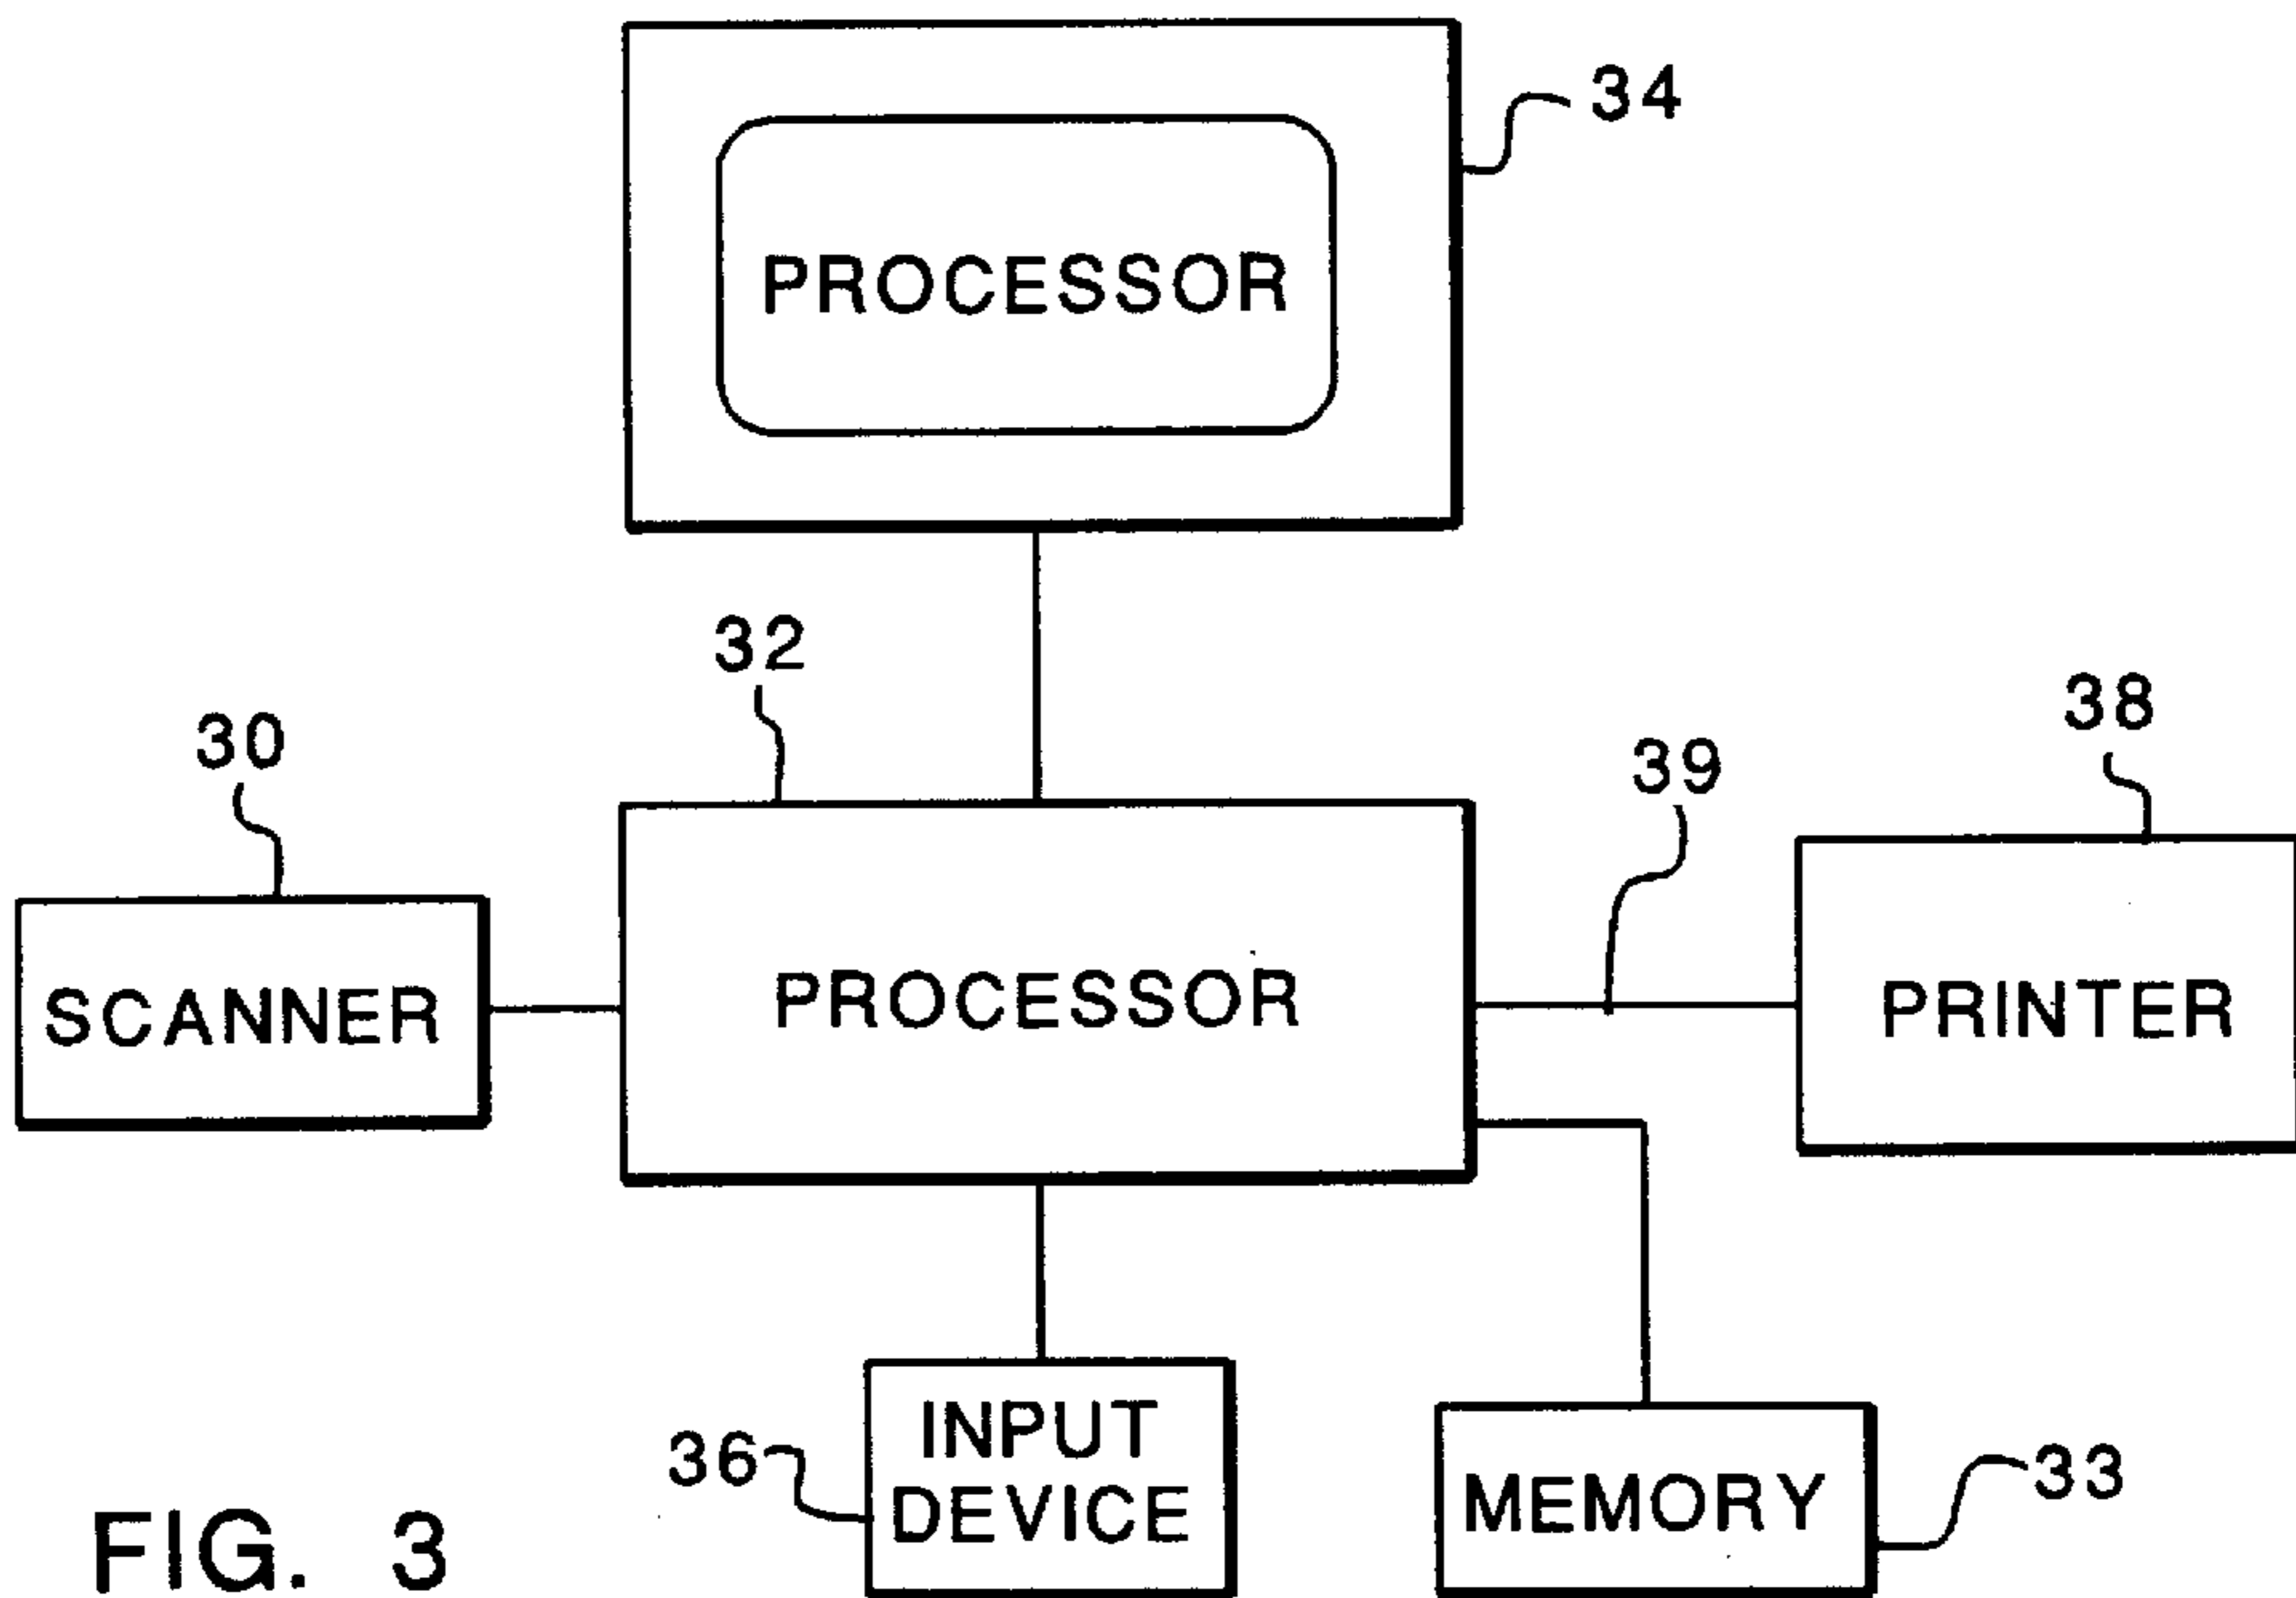 34
PROCESSOR
32
38
30
39
SCANNER
PROCESSOR
PRINTER
INPUT
DEVICE
36
MEMORY
33
FIG. 3